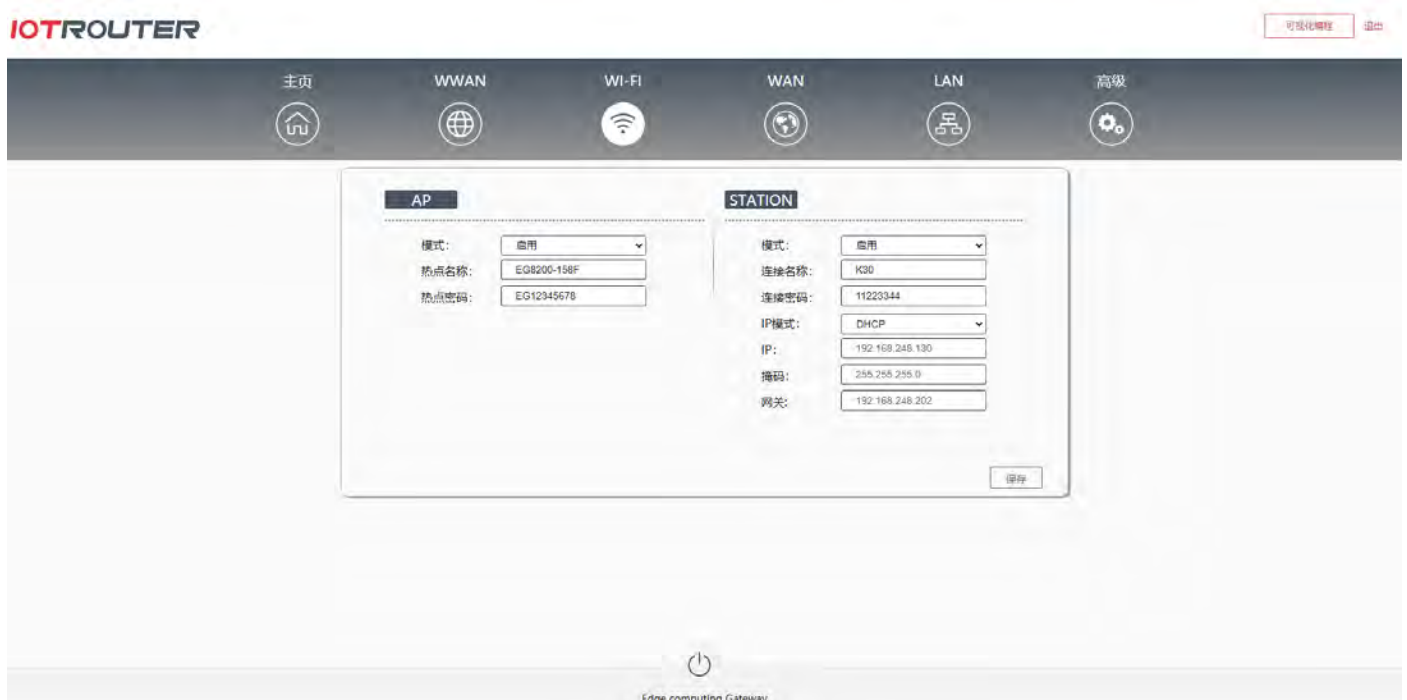 IOTROUTER
可视化编程 退出
主页 WWAN WI-FI WAN LAN 高级
AP
模式: 启用
热点名称: EG8200-158F
热点密码: EG12345678
STATION
模式: 启用
连接名称: K30
连接密码: 11223344
IP模式: DHCP
IP: 192.168.248.130
掩码: 255.255.255.0
网关: 192.168.248.202
保存
Edge computing Gateway